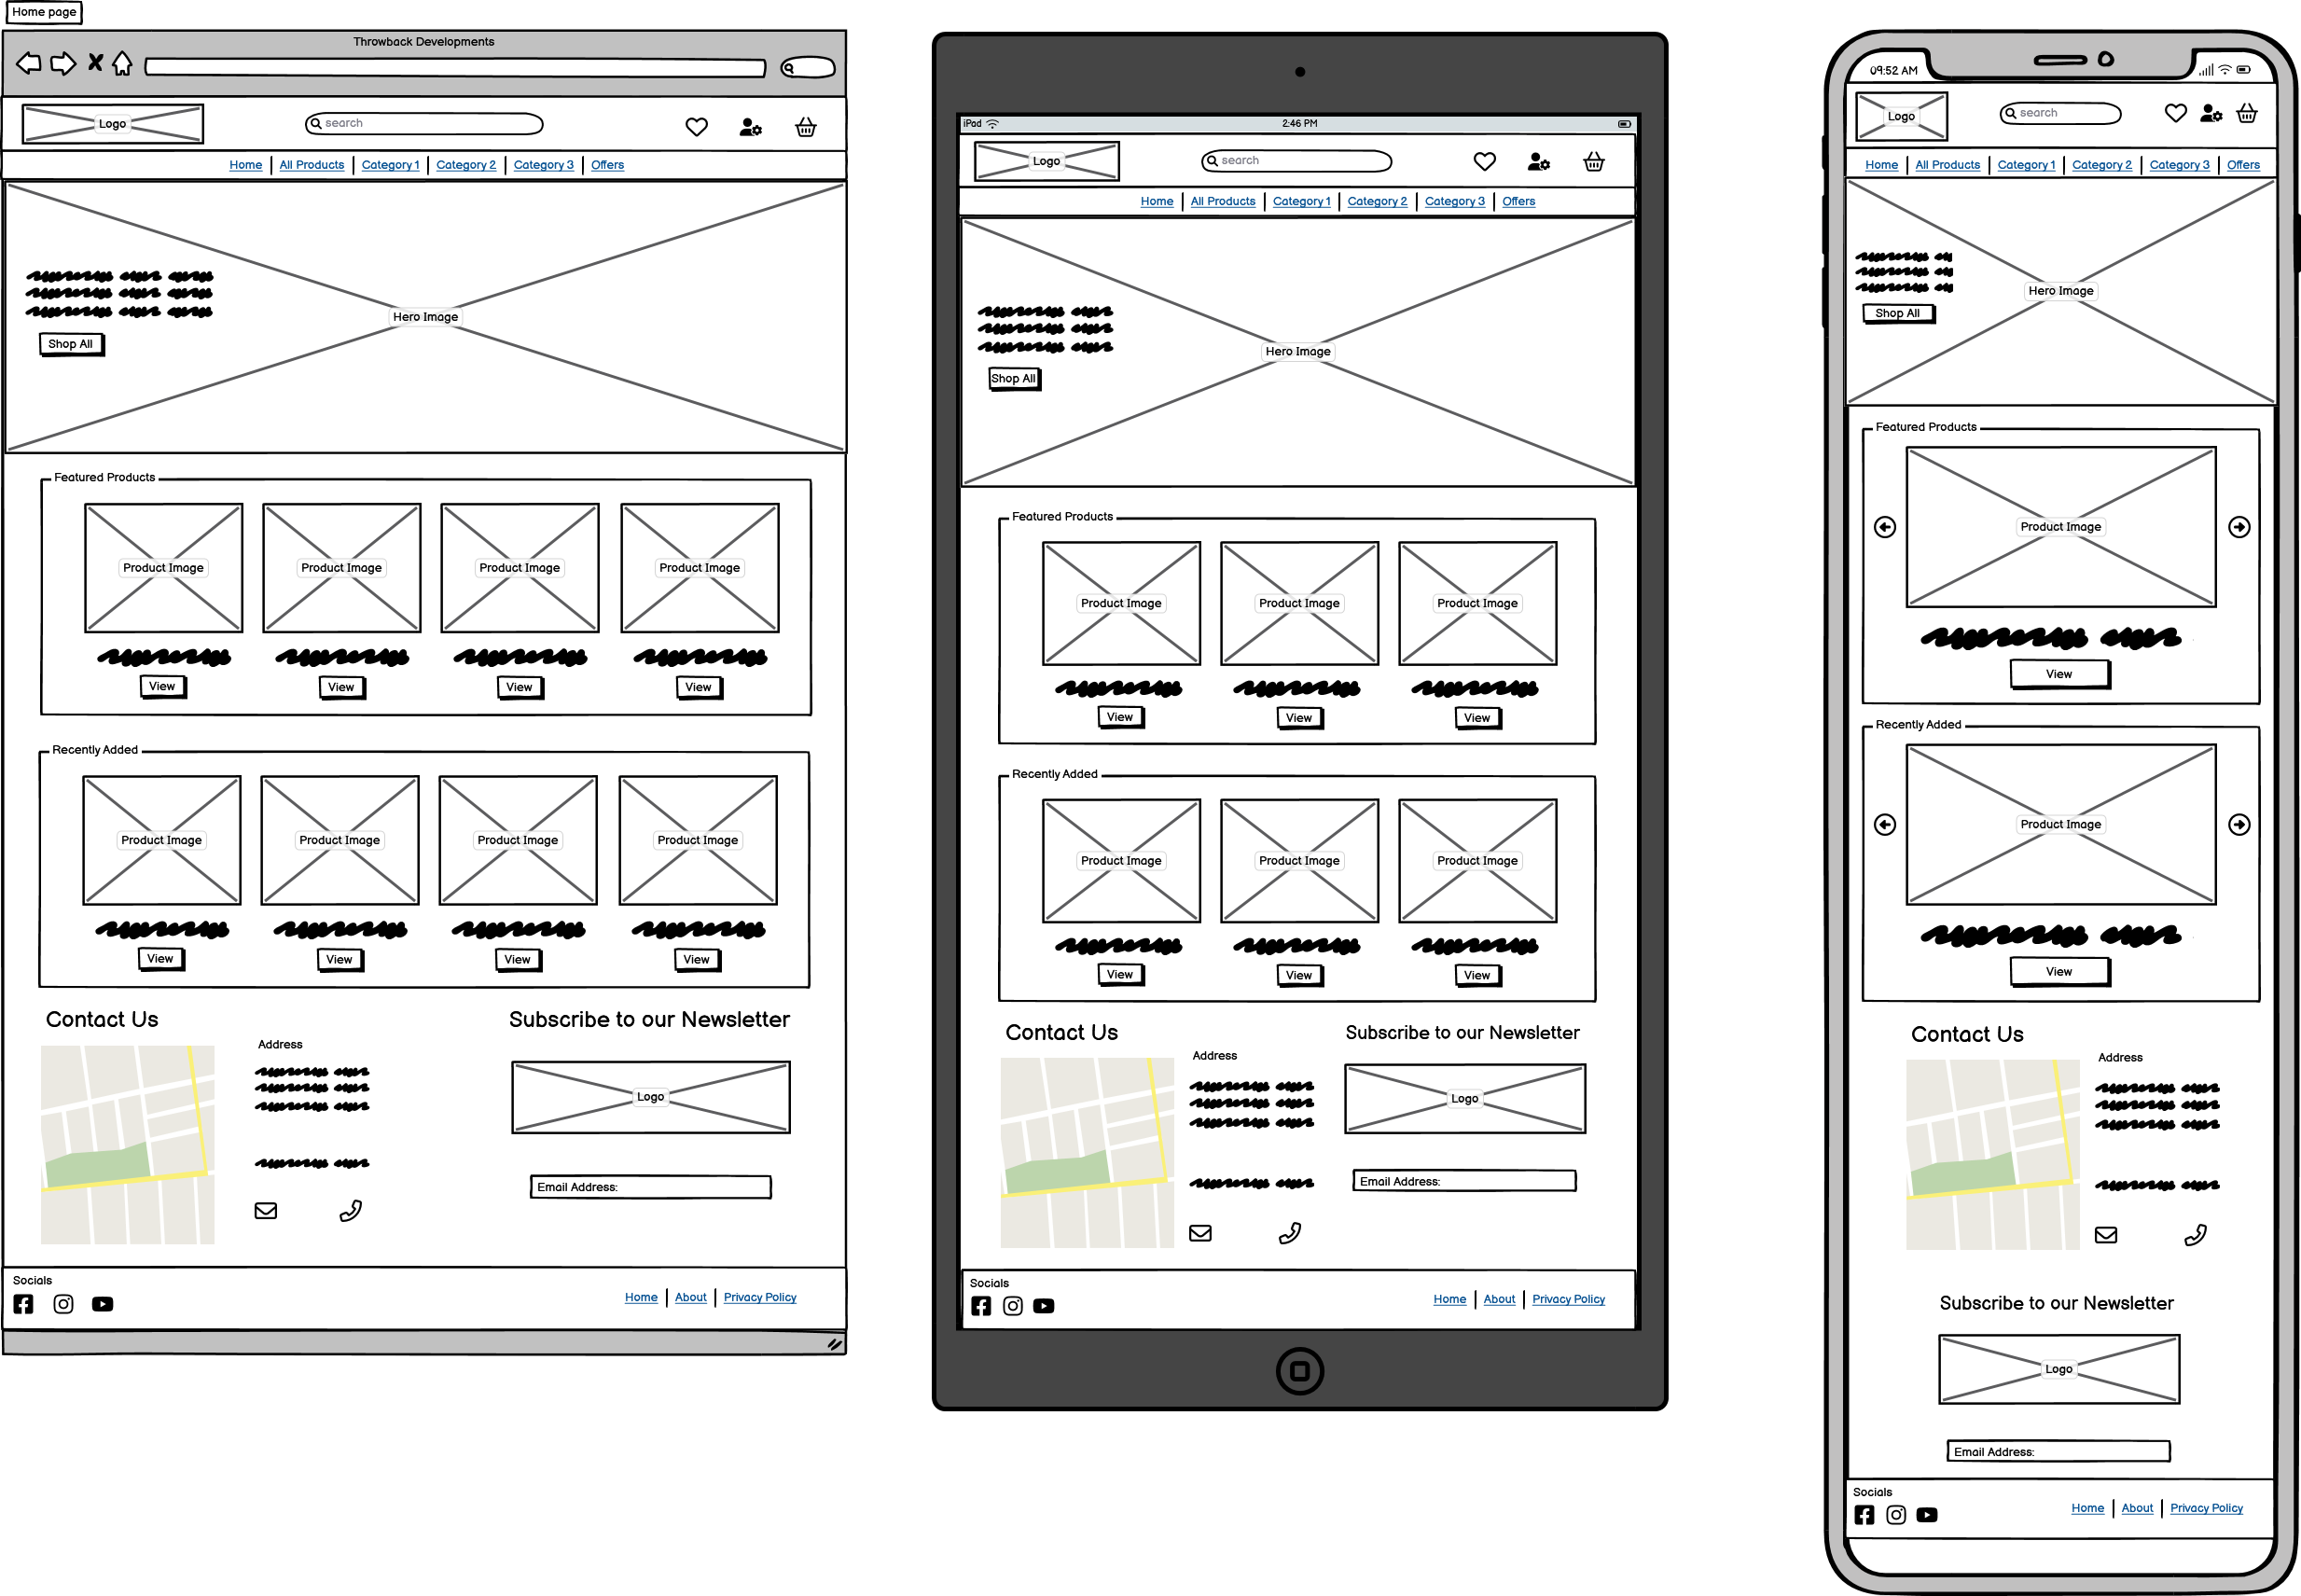 Home page
Throwback Developments
Logo
search
Home All Products Category 1 Category 2 Category 3 Offers
Hero Image
Shop All
Featured Products
Product Image Product Image Product Image Product Image
View View View View
Recently Added
Product Image Product Image Product Image Product Image
View View View View
Contact Us
Address
Subscribe to our Newsletter
Logo
Email Address:
Socials
Home About Privacy Policy
iPad 2:46 PM
Logo
search
Home All Products Category 1 Category 2 Category 3 Offers
Hero Image
Shop All
Featured Products
Product Image Product Image Product Image
View View View
Recently Added
Product Image Product Image Product Image
View View View
Contact Us
Address
Subscribe to our Newsletter
Logo
Email Address:
Socials
Home About Privacy Policy
09:52 AM
Logo
search
Home All Products Category 1 Category 2 Category 3 Offers
Hero Image
Shop All
Featured Products
Product Image
View
Recently Added
Product Image
View
Contact Us
Address
Subscribe to our Newsletter
Logo
Email Address:
Socials
Home About Privacy Policy